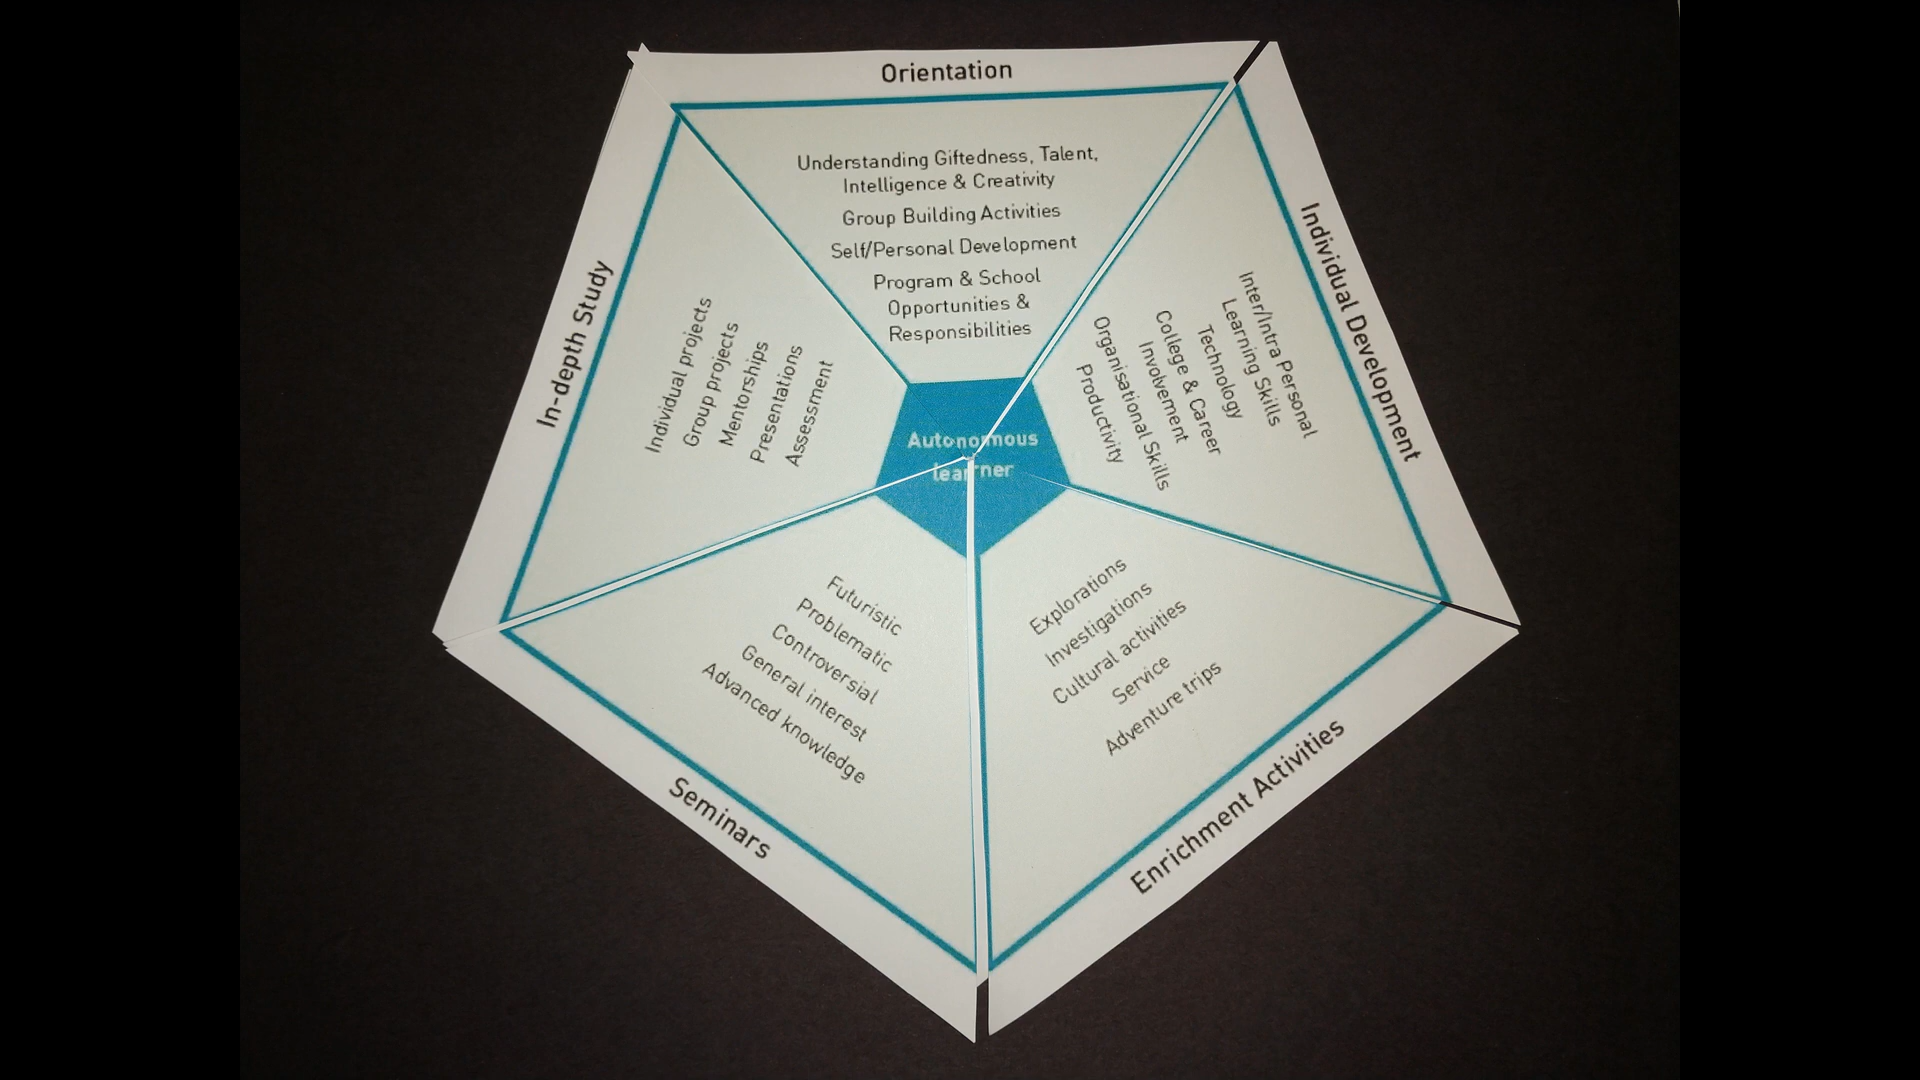 Orientation
Understanding Giftedness, Talent,
Intelligence & Creativity
Group Building Activities
Self/Personal Development
Program & School
Opportunities &
Responsibilities
Individual Development
Inter/Intra Personal
Learning Skills
Technology
College & Career
Involvement
Organisational Skills
Productivity
Enrichment Activities
Explorations
Investigations
Cultural activities
Service
Adventure trips
Seminars
Futuristic
Problematic
Controversial
General interest
Advanced knowledge
In-depth Study
Individual projects
Group projects
Mentorships
Presentations
Assessment
Autonomous
learner